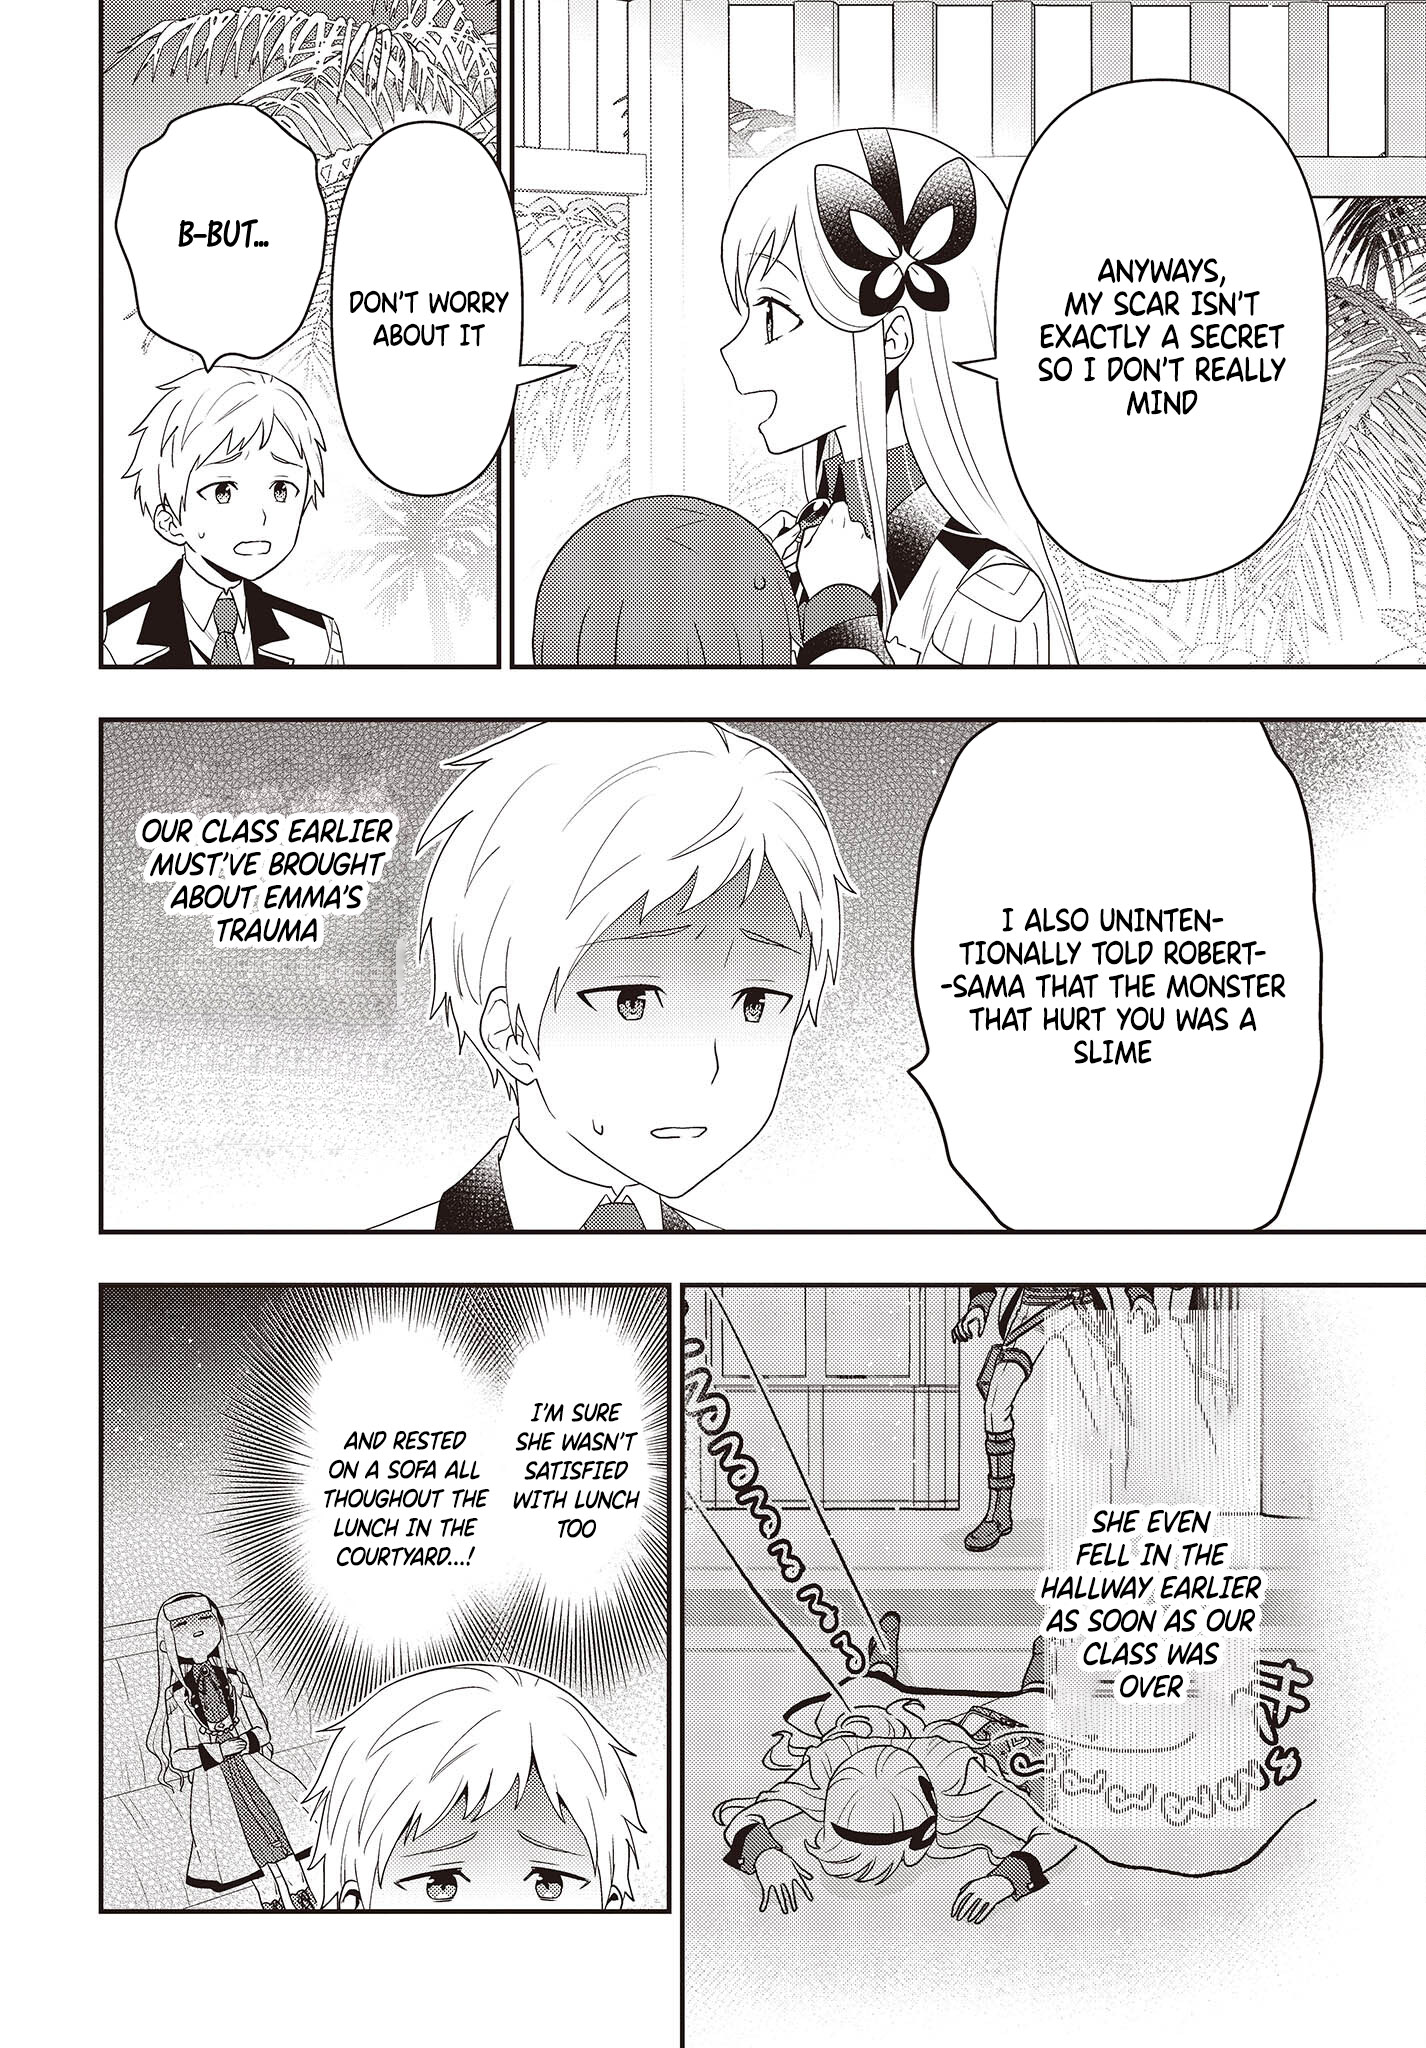 ANYWAYS,
MY SCAR ISN'T
EXACTLY A SECRET
SO I DON'T REALLY
MIND
DON'T WORRY
ABOUT IT
B-BUT...
I ALSO UNINTEN-
TIONALLY TOLD ROBERT-
-SAMA THAT THE MONSTER
THAT HURT YOU WAS A
SLIME
OUR CLASS EARLIER
MUST'VE BROUGHT
ABOUT EMMA'S
TRAUMA
SHE EVEN
FELL IN THE
HALLWAY EARLIER
AS SOON AS OUR
CLASS WAS
OVER
I'M SURE
SHE WASN'T
SATISFIED
WITH LUNCH
TOO
AND RESTED
ON A SOFA ALL
THOUGHOUT THE
LUNCH IN THE
COURTYARD...!